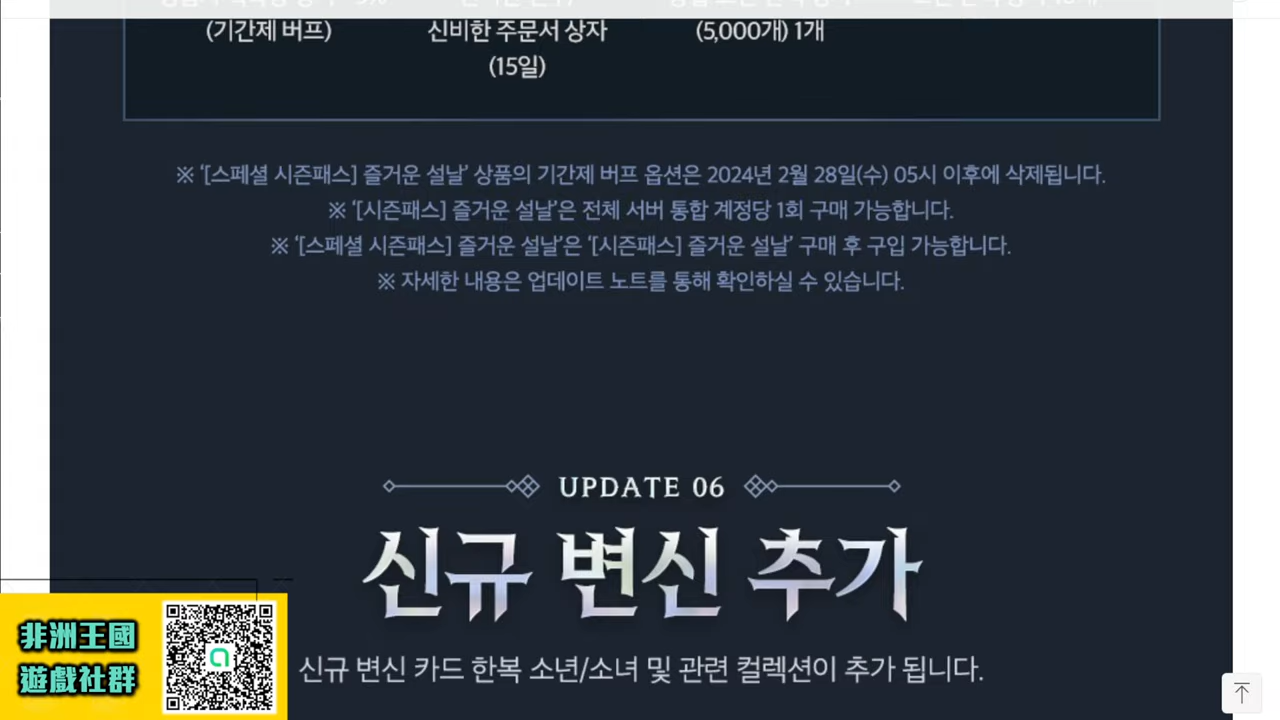 (기간제 버프)
신비한 주문서 상자
(5,000개) 1개
(15일)
※ ‘[스페셜 시즌패스] 즐거운 설날’ 상품의 기간제 버프 옵션은 2024년 2월 28일(수) 05시 이후에 삭제됩니다.
※ ‘[시즌패스] 즐거운 설날’은 전체 서버 통합 계정당 1회 구매 가능합니다.
※ ‘[스페셜 시즌패스] 즐거운 설날’은 ‘[시즌패스] 즐거운 설날’ 구매 후 구입 가능합니다.
※ 자세한 내용은 업데이트 노트를 통해 확인하실 수 있습니다.
UPDATE 06
신규 변신 추가
신규 변신 카드 한복 소년/소녀 및 관련 컬렉션이 추가 됩니다.
非洲王國
遊戲社群